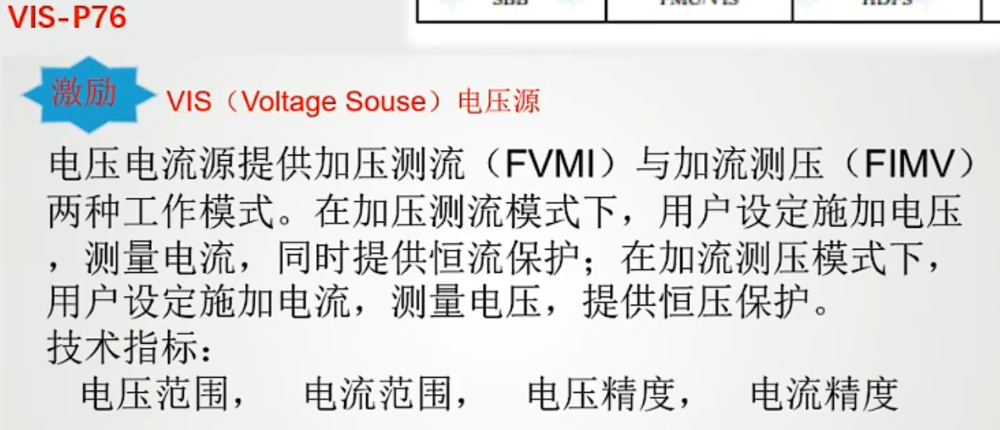 VIS-P76
激励
VIS（Voltage Souse）电压源
电压电流源提供加压测流（FVMI）与加流测压（FIMV）
两种工作模式。在加压测流模式下，用户设定施加电压
，测量电流，同时提供恒流保护；在加流测压模式下，
用户设定施加电流，测量电压，提供恒压保护。
技术指标：
电压范围， 电流范围， 电压精度， 电流精度